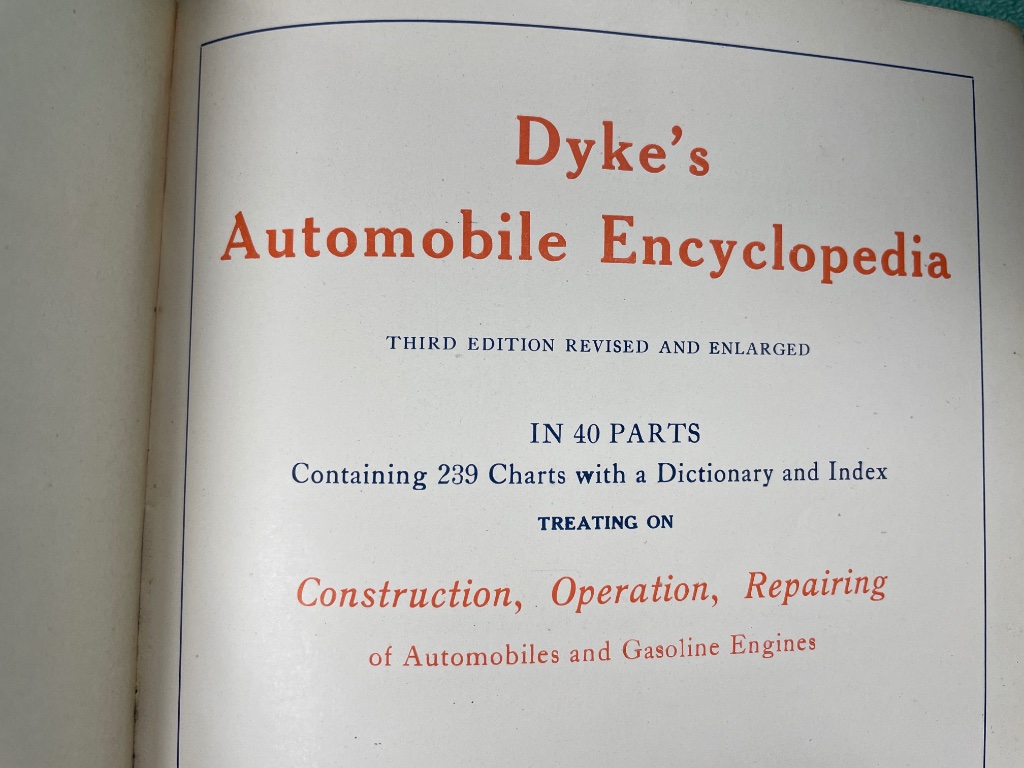 Dyke's
Automobile Encyclopedia
THIRD EDITION REVISED AND ENLARGED
IN 40 PARTS
Containing 239 Charts with a Dictionary and Index
TREATING ON
Construction, Operation, Repairing
of Automobiles and Gasoline Engines